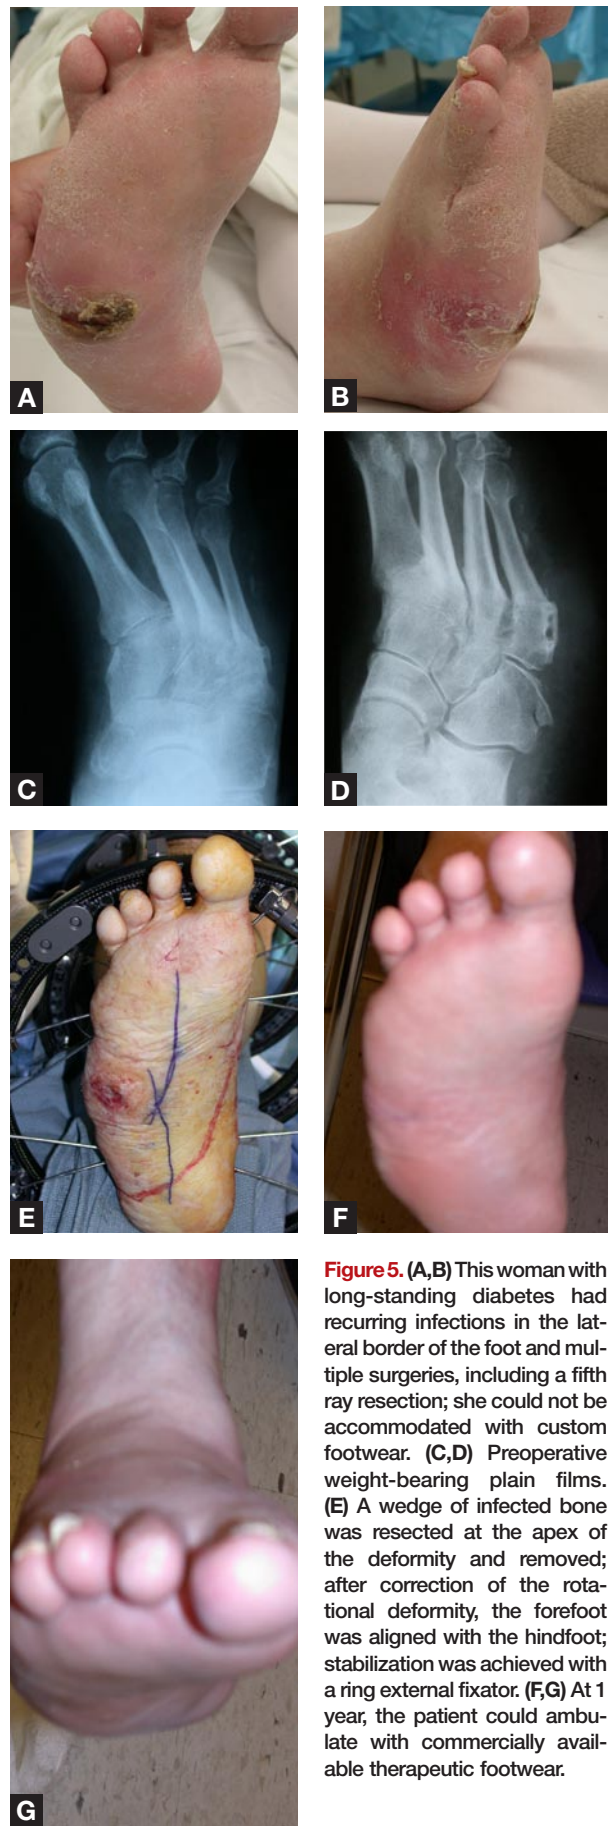 A
B
C
D
E
F
G
Figure 5. (A,B) This woman with
long-standing diabetes had
recurring infections in the lat-
eral border of the foot and mul-
tiple surgeries, including a fifth
ray resection; she could not be
accommodated with custom
footwear. (C,D) Preoperative
weight-bearing plain films.
(E) A wedge of infected bone
was resected at the apex of
the deformity and removed;
after correction of the rota-
tional deformity, the forefoot
was aligned with the hindfoot;
stabilization was achieved with
a ring external fixator. (F,G) At 1
year, the patient could ambu-
late with commercially avail-
able therapeutic footwear.